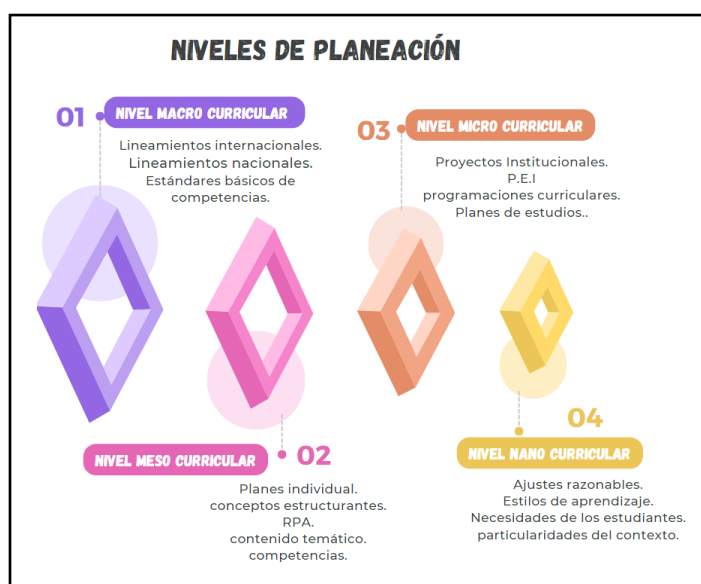 NIVELES DE PLANEACIÓN
01
NIVEL MACRO CURRICULAR
Lineamientos internacionales.
Lineamientos nacionales.
Estándares básicos de
competencias.
NIVEL MESO CURRICULAR
02
Planes individual.
conceptos estructurantes.
RPA.
contenido temático.
competencias.
03
NIVEL MICRO CURRICULAR
Proyectos Institucionales.
P.E.I
programaciones curriculares.
Planes de estudios..
04
NIVEL NANO CURRICULAR
Ajustes razonables.
Estilos de aprendizaje.
Necesidades de los estudiantes.
particularidades del contexto.